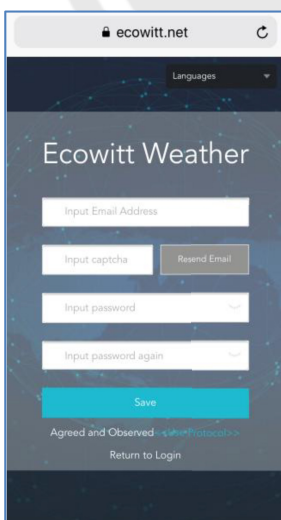 ecowitt.net
Languages
Ecowitt Weather
Input Email Address
Input captcha
Resend Email
Input password
Input password again
Save
Agreed and Observed
Return to Login